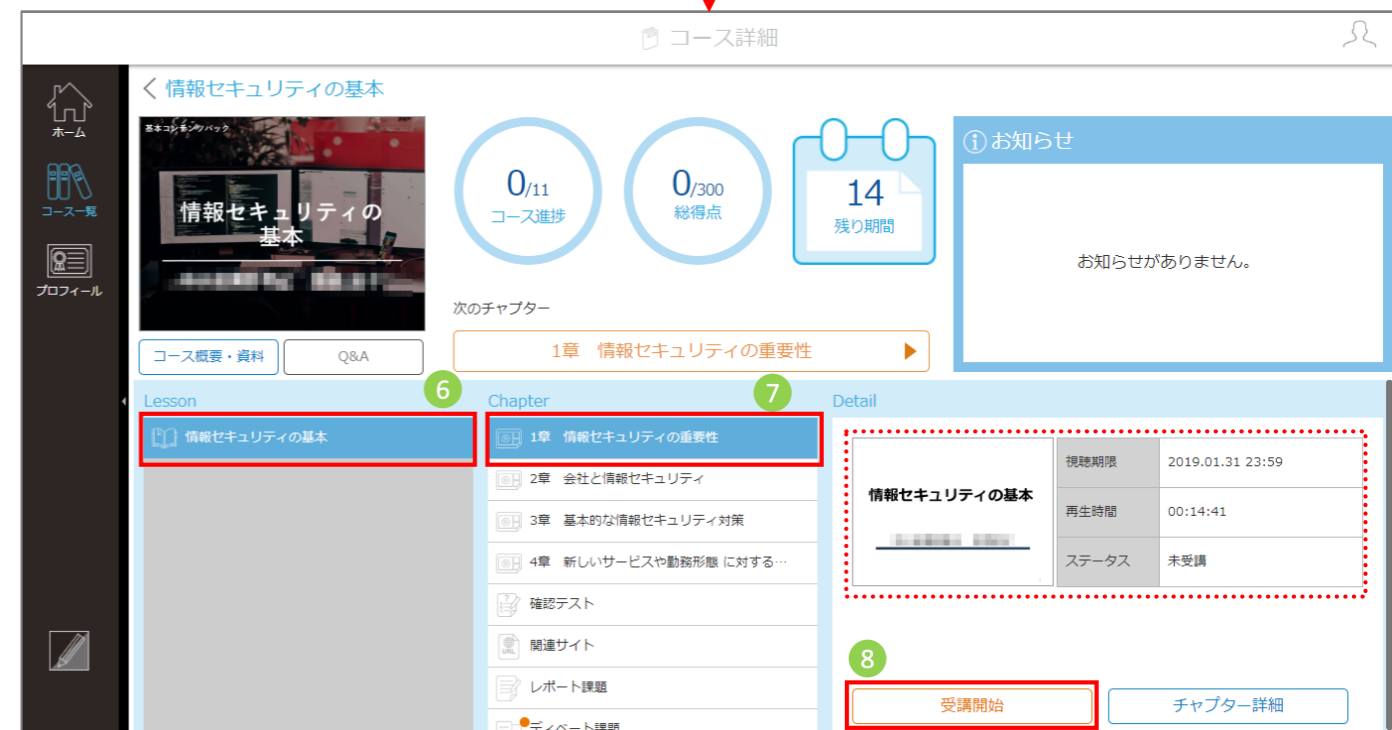 コース詳細
ホーム
コース一覧
プロフィール
情報セキュリティの基本
基本コンテンツパック
情報セキュリティの
基本
コース概要・資料
Q&A
0/11
コース進捗
0/300
総得点
14
残り期間
次のチャプター
1章 情報セキュリティの重要性
お知らせ
お知らせがありません。
6
Lesson
情報セキュリティの基本
7
Chapter
1章 情報セキュリティの重要性
2章 会社と情報セキュリティ
3章 基本的な情報セキュリティ対策
4章 新しいサービスや勤務形態 に対する…
確認テスト
URL
関連サイト
レポート課題
ディベート課題
Detail
情報セキュリティの基本
視聴期限 2019.01.31 23:59
再生時間 00:14:41
ステータス 未受講
8
受講開始
チャプター詳細